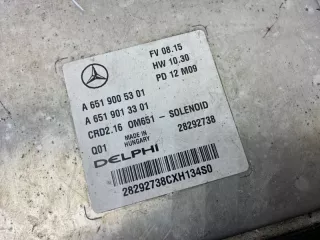 FV 08.15
HW 10,30
PD 12 M09
A 651 900 53 01
A 651 901 33 01
CRD2.16 OM651 - SOLENOID
Q01 MADE IN HUNGARY 28292738
DELPHI
28292738CXH134S0